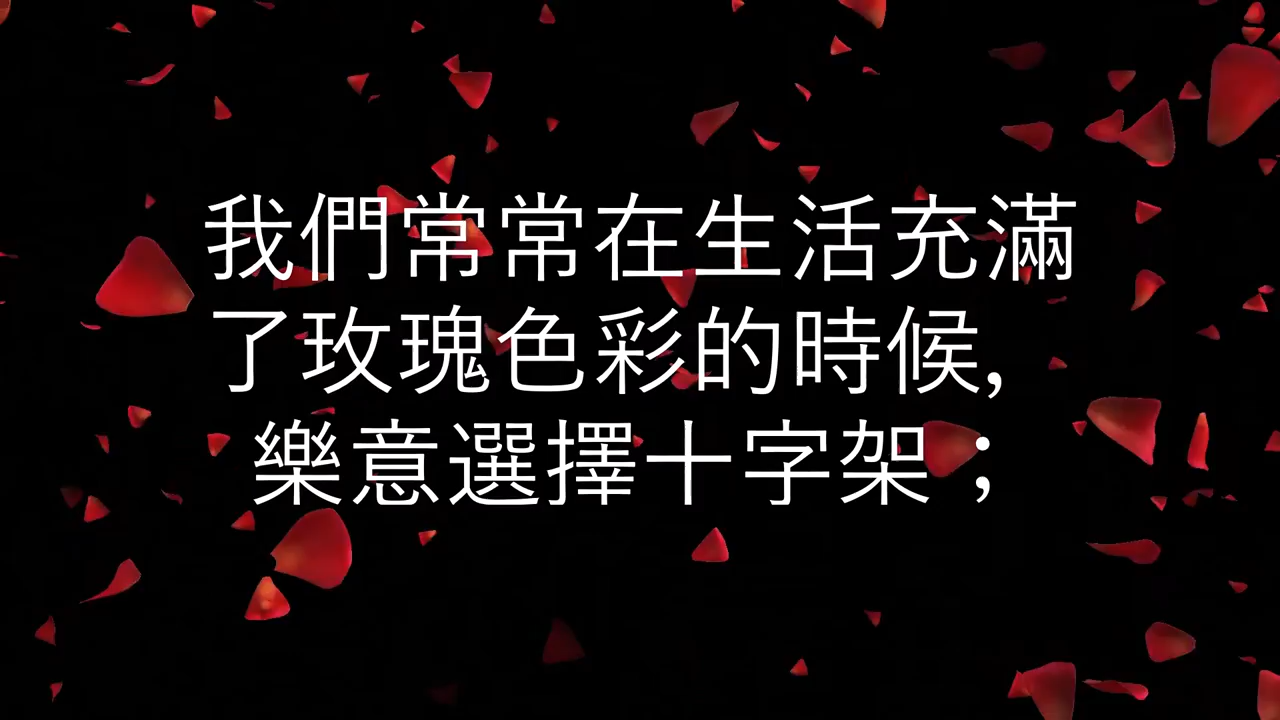 我們常常在生活充滿
了玫瑰色彩的時候,
樂意選擇十字架；